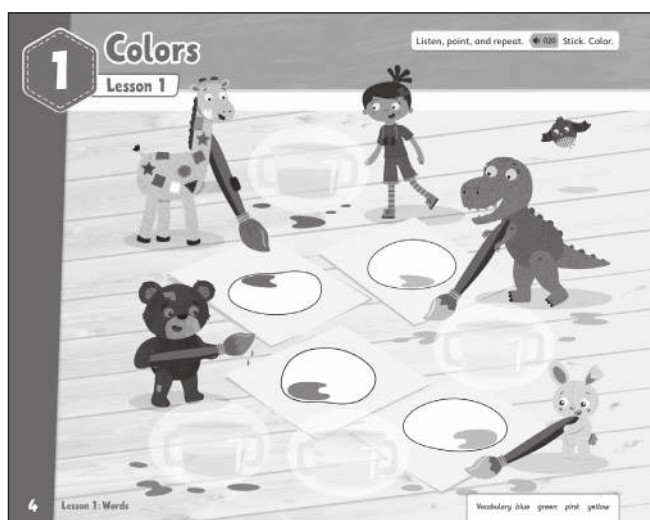 1
Colors
Lesson 1
Listen, point, and repeat. 020 Stick. Color.
4 Lesson 1: Words
Vocabulary blue green pink yellow